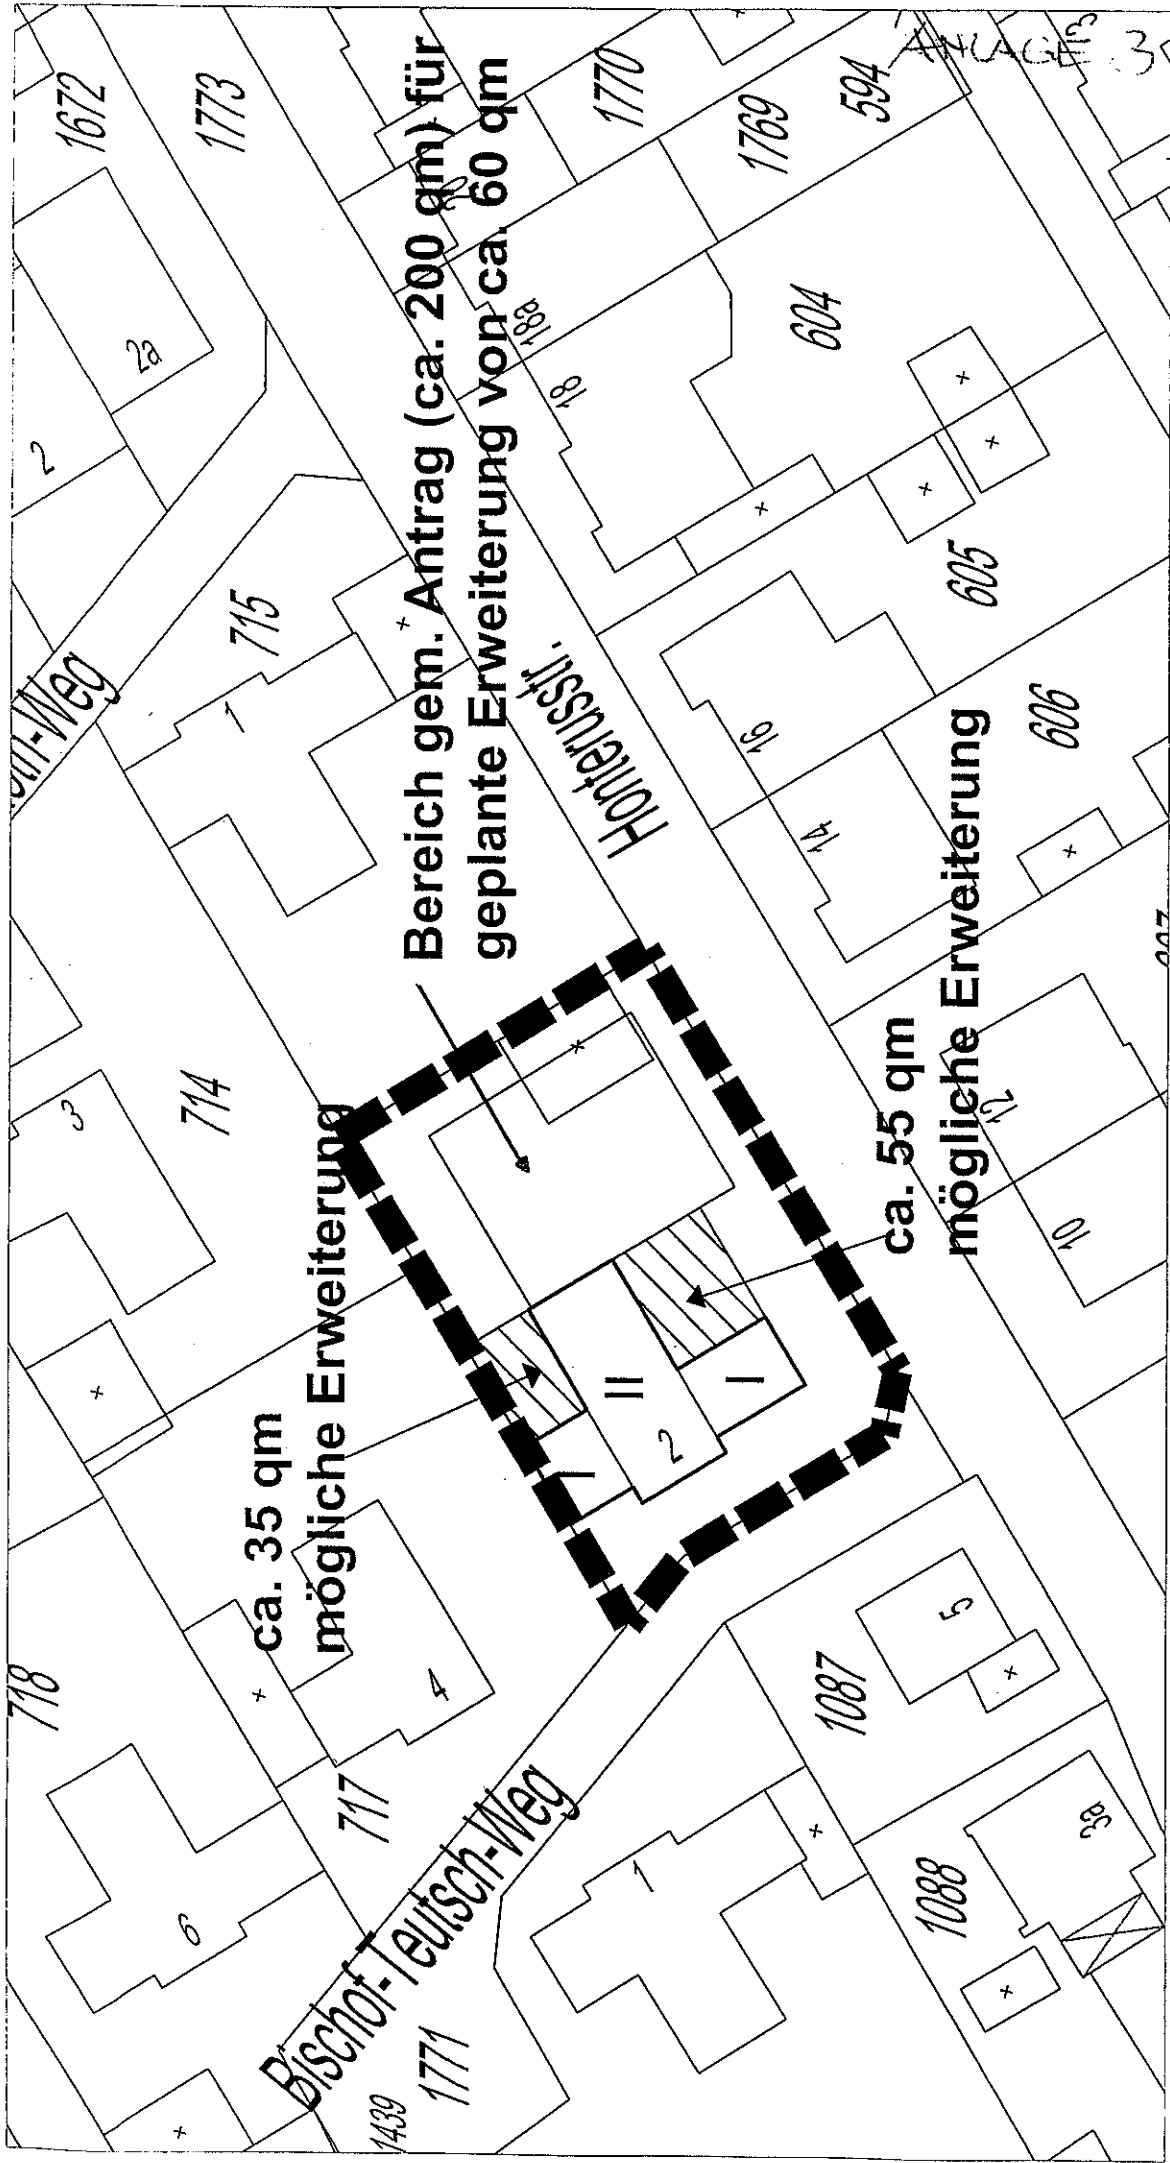 ANLAGE 3
Bereich gem. Antrag (ca. 200 qm) für
geplante Erweiterung von ca. 60 qm
ca. 35 qm
mögliche Erweiterung
ca. 55 qm
mögliche Erweiterung
Honterusstr.
Bischof-Teutsch-Weg
-Weg
1672
1773
1770
1769
594
2
2a
18a
18
604
605
606
715
1
16
14
714
3
12
10
II
I
I
2
718
717
4
6
5
1087
1088
3a
1
1771
1439